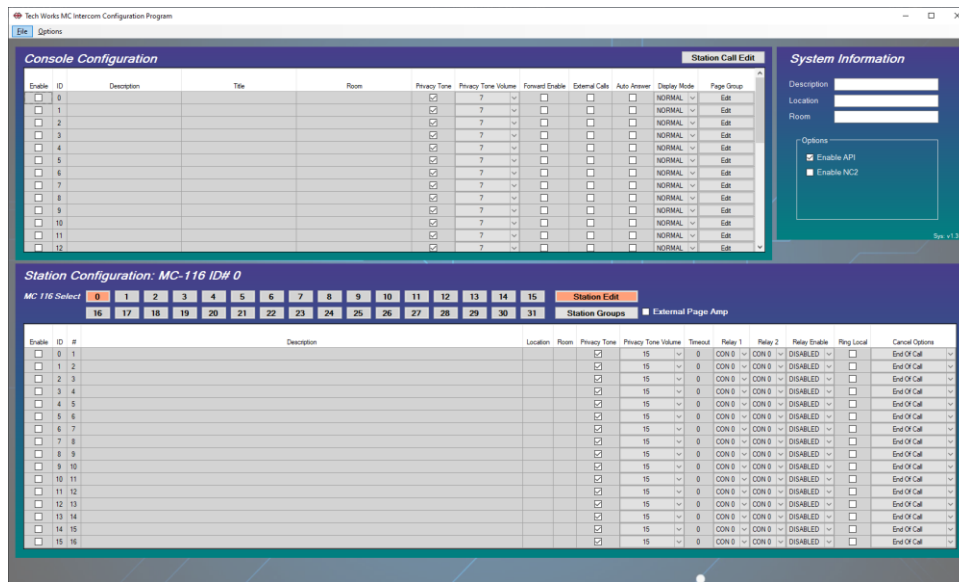 Tech Works MC Intercom Configuration Program
File Options
Console Configuration
Station Call Edit
Enable ID Description Title Room Privacy Tone Privacy Tone Volume Forward Enable External Calls Auto Answer Display Mode Page Group
0 7 NORMAL Edit
1 7 NORMAL Edit
2 7 NORMAL Edit
3 7 NORMAL Edit
4 7 NORMAL Edit
5 7 NORMAL Edit
6 7 NORMAL Edit
7 7 NORMAL Edit
8 7 NORMAL Edit
9 7 NORMAL Edit
10 7 NORMAL Edit
11 7 NORMAL Edit
12 7 NORMAL Edit
System Information
Description
Location
Room
Options
Enable API
Enable NC2
Station Configuration: MC-116 ID# 0
MC 116 Select 0 1 2 3 4 5 6 7 8 9 10 11 12 13 14 15 Station Edit
16 17 18 19 20 21 22 23 24 25 26 27 28 29 30 31 Station Groups External Page Amp
Enable ID # Description Location Room Privacy Tone Privacy Tone Volume Timeout Relay 1 Relay 2 Relay Enable Ring Local Cancel Options
0 1 15 0 CON 0 CON 0 DISABLED End Of Call
1 2 15 0 CON 0 CON 0 DISABLED End Of Call
2 3 15 0 CON 0 CON 0 DISABLED End Of Call
3 4 15 0 CON 0 CON 0 DISABLED End Of Call
4 5 15 0 CON 0 CON 0 DISABLED End Of Call
5 6 15 0 CON 0 CON 0 DISABLED End Of Call
6 7 15 0 CON 0 CON 0 DISABLED End Of Call
7 8 15 0 CON 0 CON 0 DISABLED End Of Call
8 9 15 0 CON 0 CON 0 DISABLED End Of Call
9 10 15 0 CON 0 CON 0 DISABLED End Of Call
10 11 15 0 CON 0 CON 0 DISABLED End Of Call
11 12 15 0 CON 0 CON 0 DISABLED End Of Call
12 13 15 0 CON 0 CON 0 DISABLED End Of Call
13 14 15 0 CON 0 CON 0 DISABLED End Of Call
14 15 15 0 CON 0 CON 0 DISABLED End Of Call
15 16 15 0 CON 0 CON 0 DISABLED End Of Call